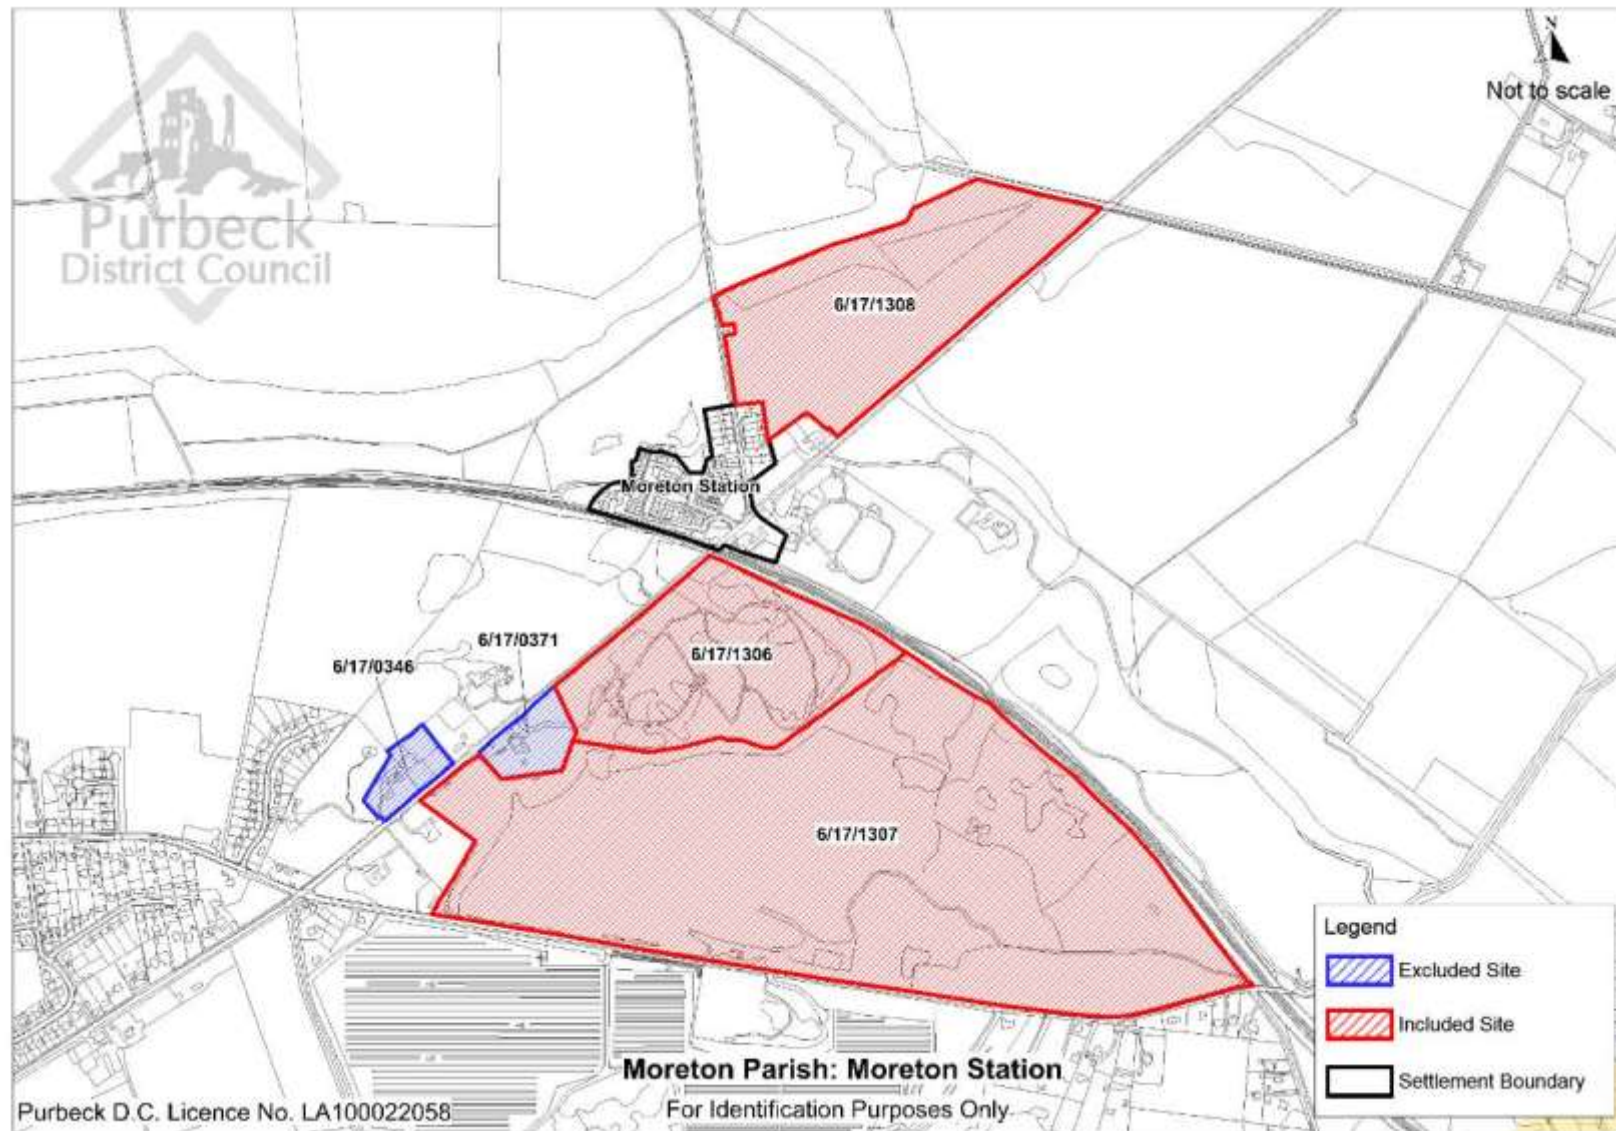 N
Not to scale
Purbeck
District Council
6/17/1308
Moreton Station
6/17/0371
6/17/0346
6/17/1306
6/17/1307
Legend
Excluded Site
Included Site
Settlement Boundary
Moreton Parish: Moreton Station
Purbeck D.C. Licence No. LA100022058
For Identification Purposes Only